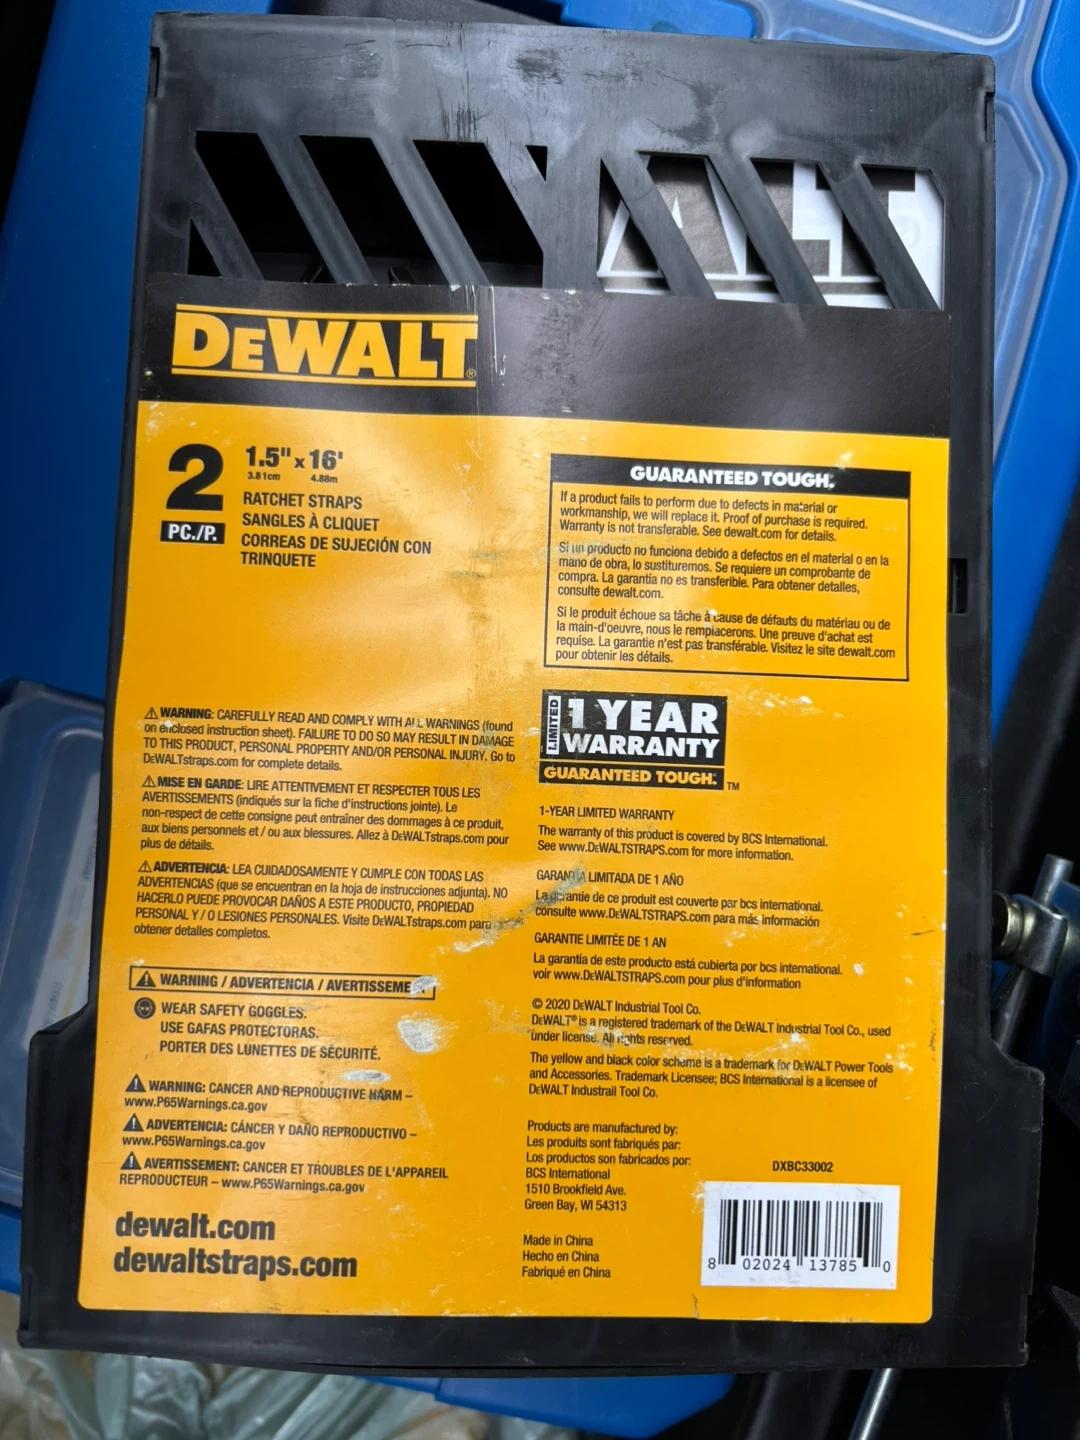 ALT
DEWALT®
2
PC./P.
1.5" x 16'
3.81cm 4.88m
RATCHET STRAPS
SANGLES À CLIQUET
CORREAS DE SUJECIÓN CON
TRINQUETE
GUARANTEED TOUGH.
If a product fails to perform due to defects in material or
workmanship, we will replace it. Proof of purchase is required.
Warranty is not transferable. See dewalt.com for details.
Si un producto no funciona debido a defectos en el material o en la
mano de obra, lo sustituremos. Se requiere un comprobante de
compra. La garantía no es transferible. Para obtener detalles,
consulte dewalt.com.
Si le produit échoue sa tâche à cause de défauts du matériau ou de
la main-d'oeuvre, nous le remplacerons. Une preuve d'achat est
requise. La garantie n'est pas transférable. Visitez le site dewalt.com
pour obtenir les détails.
⚠ WARNING: CAREFULLY READ AND COMPLY WITH ALL WARNINGS (found
on enclosed instruction sheet). FAILURE TO DO SO MAY RESULT IN DAMAGE
TO THIS PRODUCT, PERSONAL PROPERTY AND/OR PERSONAL INJURY. Go to
DEWALTstraps.com for complete details.
⚠ MISE EN GARDE: LIRE ATTENTIVEMENT ET RESPECTER TOUS LES
AVERTISSEMENTS (indiqués sur la fiche d'instructions jointe). Le
non-respect de cette consigne peut entraîner des dommages à ce produit,
aux biens personnels et / ou aux blessures. Allez à DEWALTstraps.com pour
plus de détails.
⚠ ADVERTENCIA: LEA CUIDADOSAMENTE Y CUMPLE CON TODAS LAS
ADVERTENCIAS (que se encuentran en la hoja de instrucciones adjunta). NO
HACERLO PUEDE PROVOCAR DAÑOS A ESTE PRODUCTO, PROPIEDAD
PERSONAL Y / O LESIONES PERSONALES. Visite DEWALTstraps.com para
obtener detalles completos.
⚠ WARNING / ADVERTENCIA / AVERTISSEME
WEAR SAFETY GOGGLES.
USE GAFAS PROTECTORAS.
PORTER DES LUNETTES DE SÉCURITÉ.
⚠ WARNING: CANCER AND REPRODUCTIVE HARM –
www.P65Warnings.ca.gov
⚠ ADVERTENCIA: CÁNCER Y DAÑO REPRODUCTIVO –
www.P65Warnings.ca.gov
⚠ AVERTISSEMENT: CANCER ET TROUBLES DE L'APPAREIL
REPRODUCTEUR – www.P65Warnings.ca.gov
dewalt.com
dewaltstraps.com
LIMITED
1 YEAR
WARRANTY
GUARANTEED TOUGH.™
1-YEAR LIMITED WARRANTY
The warranty of this product is covered by BCS International.
See www.DEWALTSTRAPS.com for more information.
GARANÍA LIMITADA DE 1 AÑO
La garantie de ce produit est couverte par bcs international.
consulte www.DEWALTSTRAPS.com para más información
GARANTIE LIMITÉE DE 1 AN
La garantía de este producto está cubierta por bcs international.
voir www.DEWALTSTRAPS.com pour plus d'information
© 2020 DEWALT Industrial Tool Co.
DEWALT® is a registered trademark of the DEWALT Industrial Tool Co., used
under license. All rights reserved.
The yellow and black color scheme is a trademark for DEWALT Power Tools
and Accessories. Trademark Licensee; BCS International is a licensee of
DEWALT Industrail Tool Co.
Products are manufactured by:
Les produits sont fabriqués par:
Los productos son fabricados por:
BCS International
1510 Brookfield Ave.
Green Bay, WI 54313
Made in China
Hecho en China
Fabriqué en China
DXBC33002
8 02024 13785 0